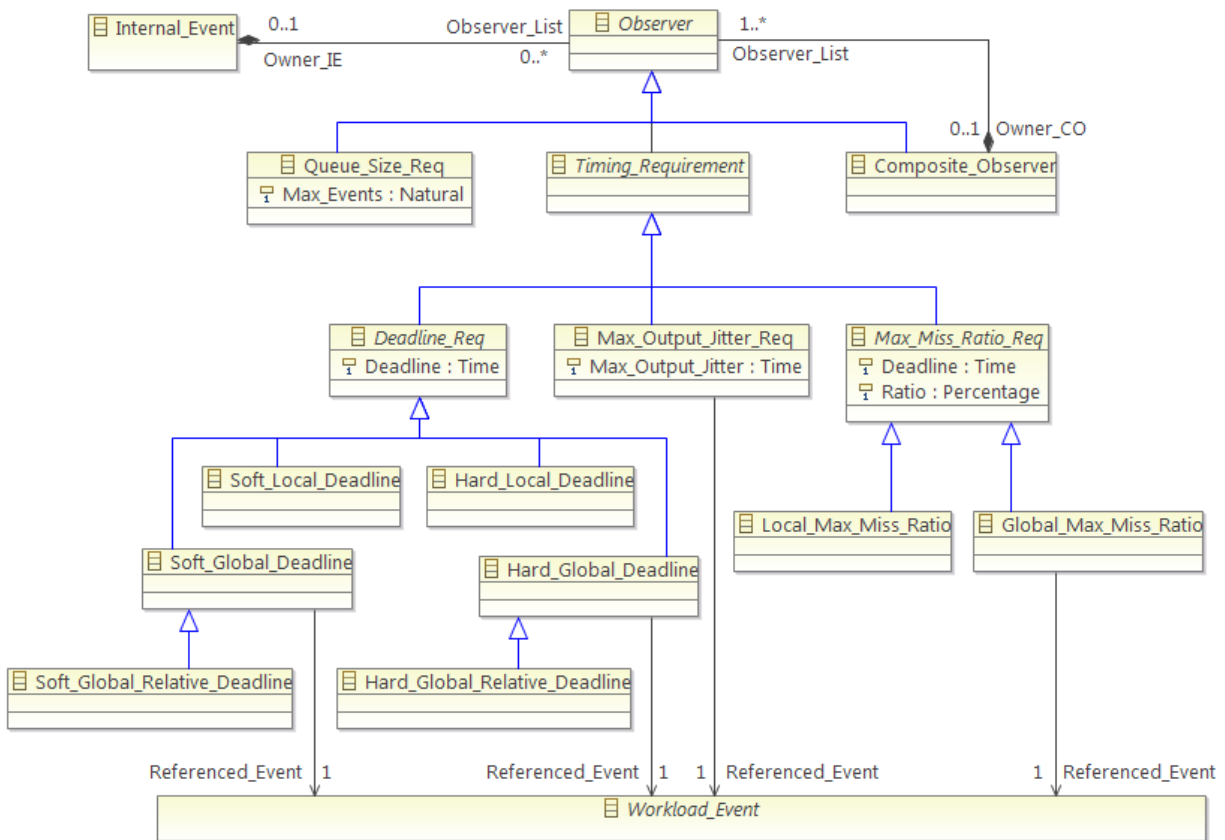 Internal_Event
0..1
Owner_IE
Observer_List
0..*
Observer
1..*
Observer_List
0..1
Owner_CO
Queue_Size_Req
Max_Events : Natural
Timing_Requirement
Composite_Observer
Deadline_Req
Deadline : Time
Max_Output_Jitter_Req
Max_Output_Jitter : Time
Max_Miss_Ratio_Req
Deadline : Time
Ratio : Percentage
Soft_Local_Deadline
Hard_Local_Deadline
Local_Max_Miss_Ratio
Global_Max_Miss_Ratio
Soft_Global_Deadline
Hard_Global_Deadline
Soft_Global_Relative_Deadline
Hard_Global_Relative_Deadline
Referenced_Event
1
Referenced_Event
1
1
Referenced_Event
1
Referenced_Event
Workload_Event